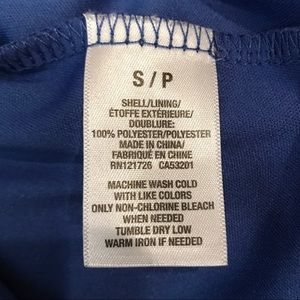 S / P
SHELL/LINING/
ÉTOFFE EXTÉRIEURE/
DOUBLURE:
100% POLYESTER/POLYESTER
MADE IN CHINA/
FABRIQUÉ EN CHINE
RN121726 CA53201
MACHINE WASH COLD
WITH LIKE COLORS
ONLY NON-CHLORINE BLEACH
WHEN NEEDED
TUMBLE DRY LOW
WARM IRON IF NEEDED